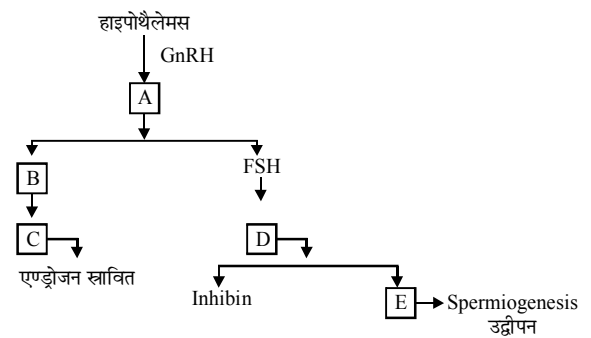 हाइपोथैलेमस
GnRH
A
B
FSH
C
D
एण्ड्रोजन स्रावित
Inhibin
E
Spermiogenesis
उद्दीपन